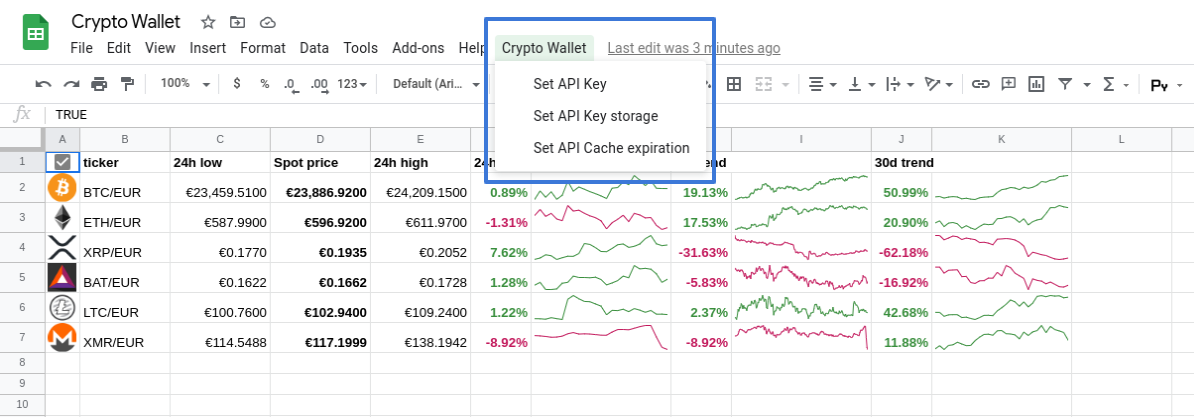 Crypto Wallet
File Edit View Insert Format Data Tools Add-ons Help Crypto Wallet Last edit was 3 minutes ago
100% $ % .0 .00 123 Default (Ari... Σ Py
Set API Key
Set API Key storage
Set API Cache expiration
fx TRUE
A B C D E I J K L
1 ticker 24h low Spot price 24h high 30d trend
2 BTC/EUR €23,459.5100 €23,886.9200 €24,209.1500 0.89% 19.13% 50.99%
3 ETH/EUR €587.9900 €596.9200 €611.9700 -1.31% 17.53% 20.90%
4 XRP/EUR €0.1770 €0.1935 €0.2052 7.62% -31.63% -62.18%
5 BAT/EUR €0.1622 €0.1662 €0.1728 1.28% -5.83% -16.92%
6 LTC/EUR €100.7600 €102.9400 €109.2400 1.22% 2.37% 42.68%
7 XMR/EUR €114.5488 €117.1999 €138.1942 -8.92% -8.92% 11.88%
8
9
10